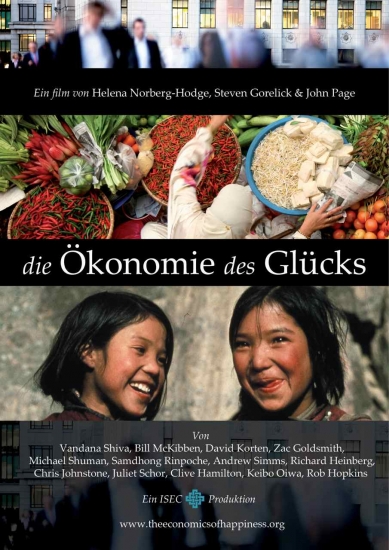 Ein film von Helena Norberg-Hodge, Steven Gorelick & John Page
die Ökonomie des Glücks
Von
Vandana Shiva, Bill McKibben, David Korten, Zac Goldsmith,
Michael Shuman, Samdhong Rinpoche, Andrew Simms, Richard Heinberg,
Chris Johnstone, Juliet Schor, Clive Hamilton, Keibo Oiwa, Rob Hopkins
Ein ISEC Produktion
www.theeconomicsofhappiness.org